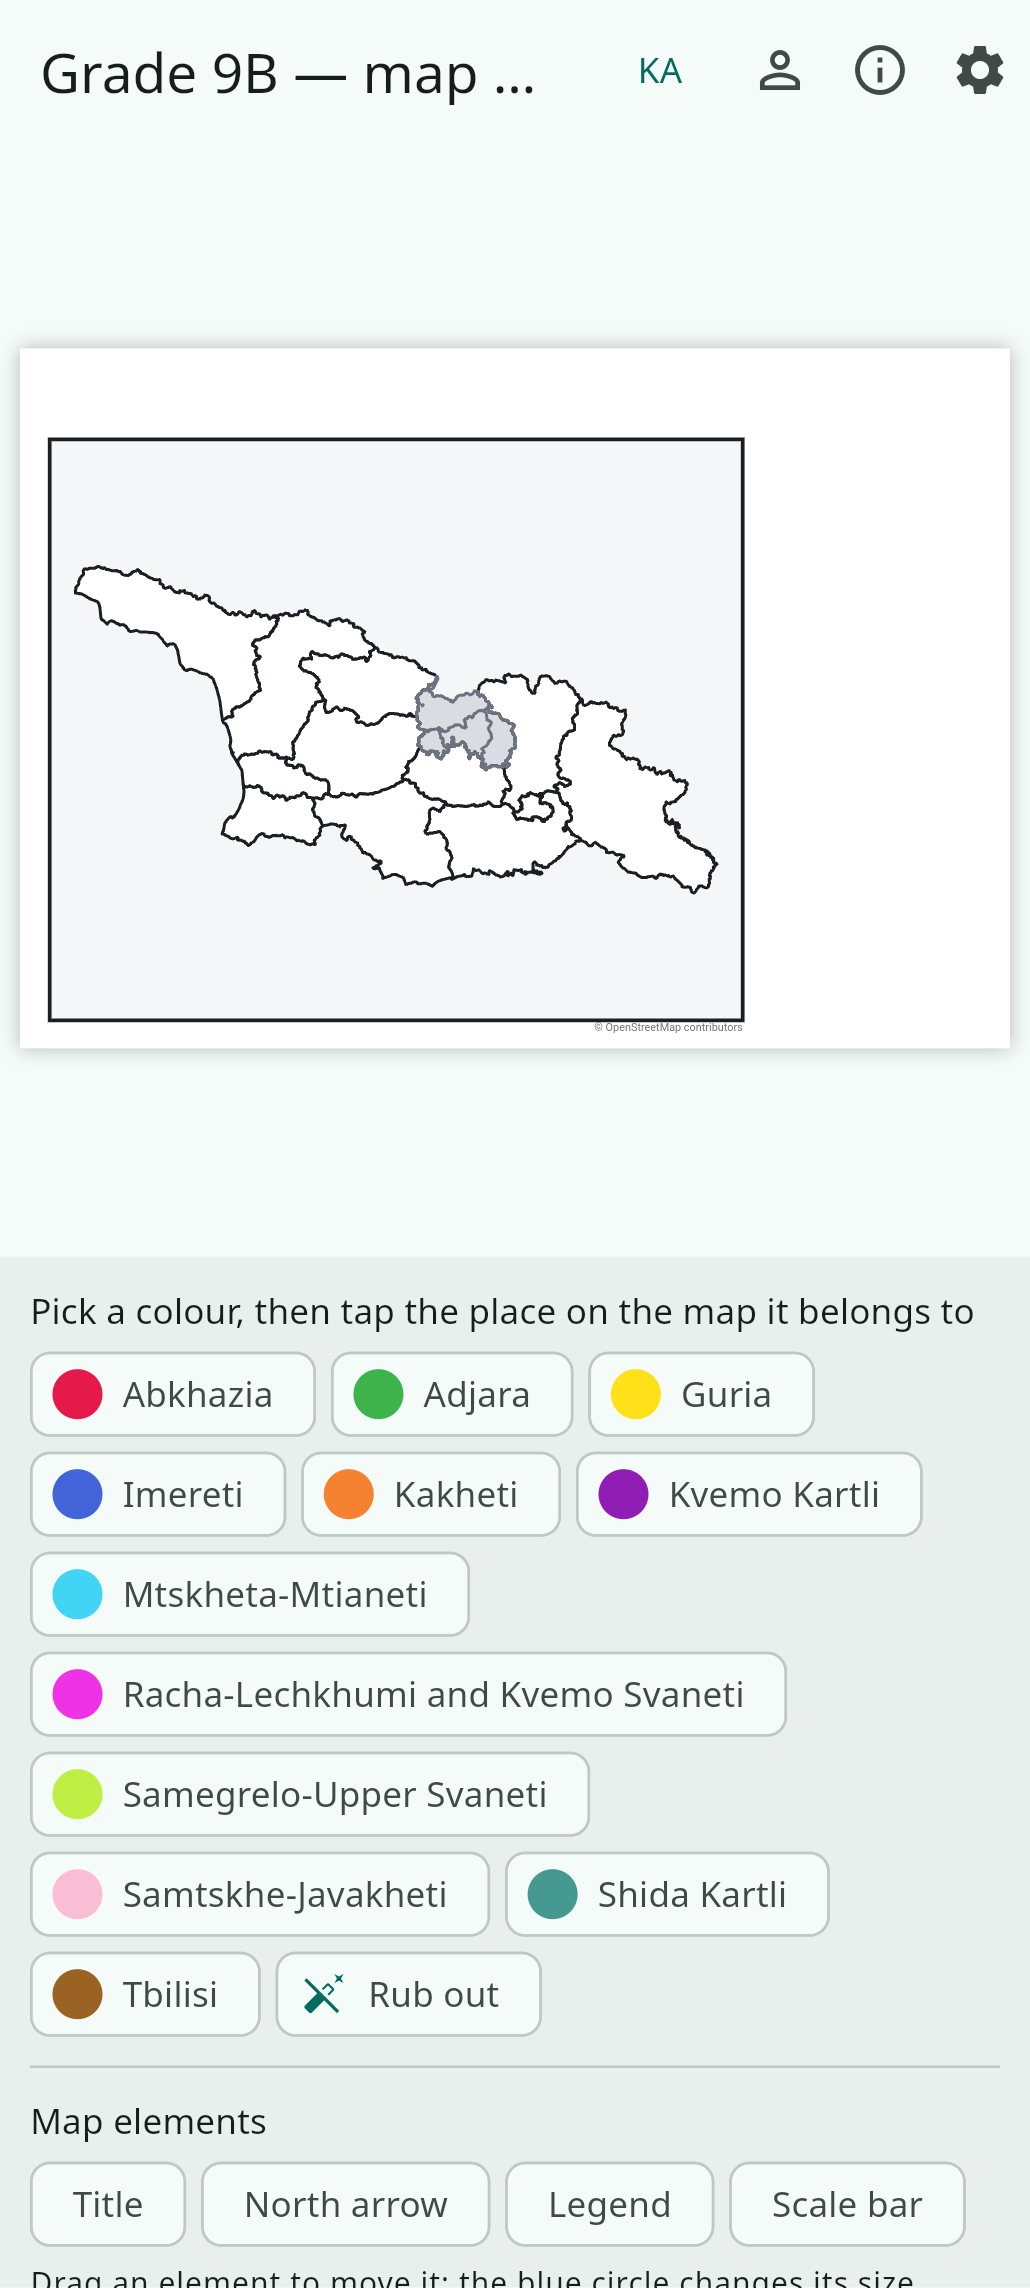 Grade 9B — map ...
KA
© OpenStreetMap contributors
Pick a colour, then tap the place on the map it belongs to
Abkhazia
Adjara
Guria
Imereti
Kakheti
Kvemo Kartli
Mtskheta-Mtianeti
Racha-Lechkhumi and Kvemo Svaneti
Samegrelo-Upper Svaneti
Samtskhe-Javakheti
Shida Kartli
Tbilisi
Rub out
Map elements
Title
North arrow
Legend
Scale bar
Drag an element to move it; the blue circle changes its size